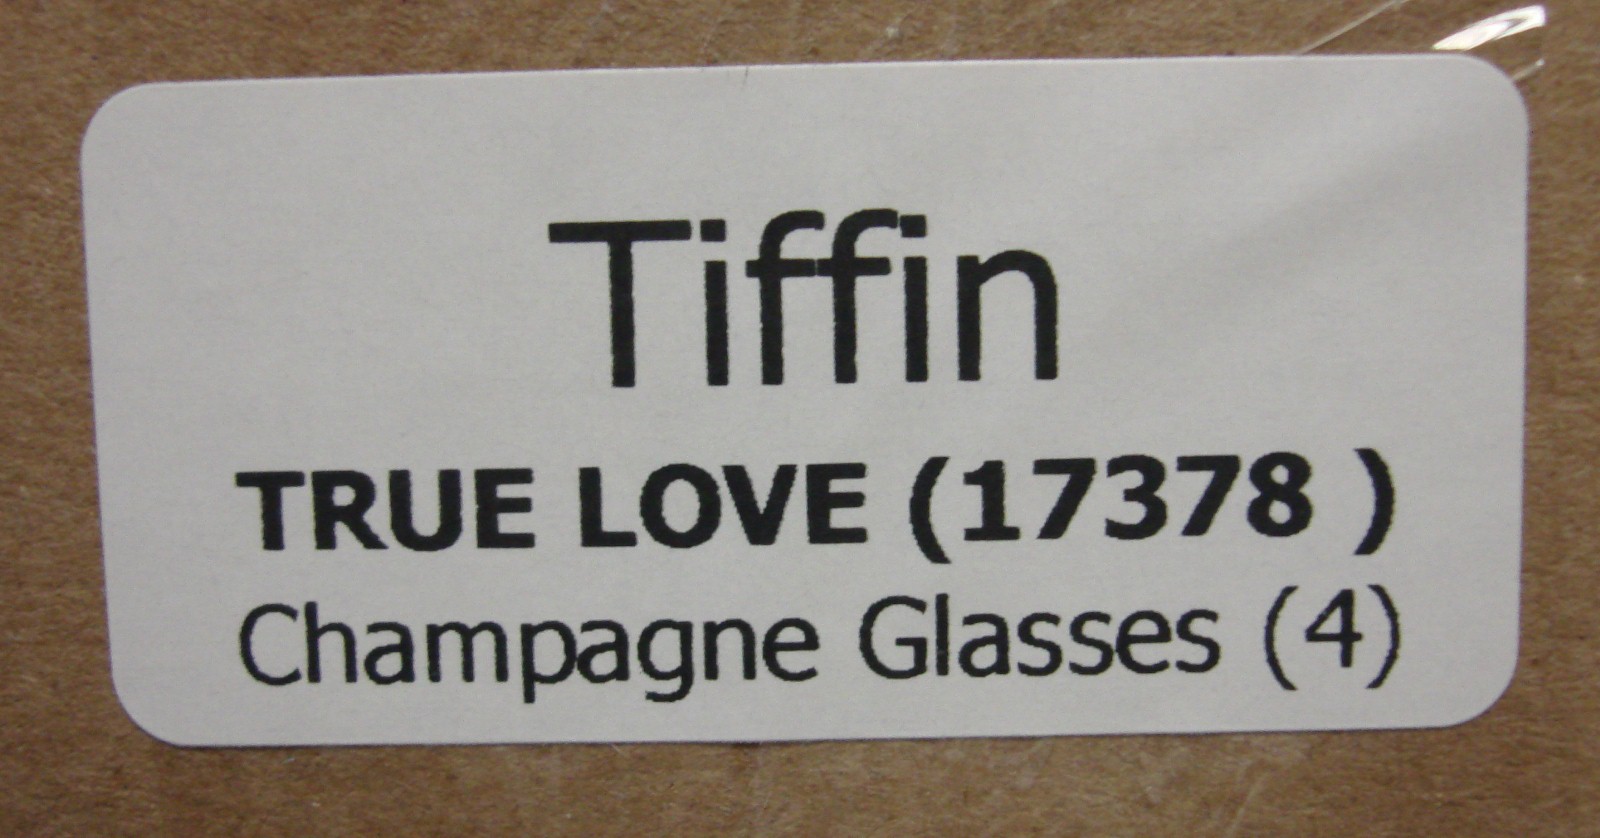 Tiffin
TRUE LOVE (17378 )
Champagne Glasses (4)